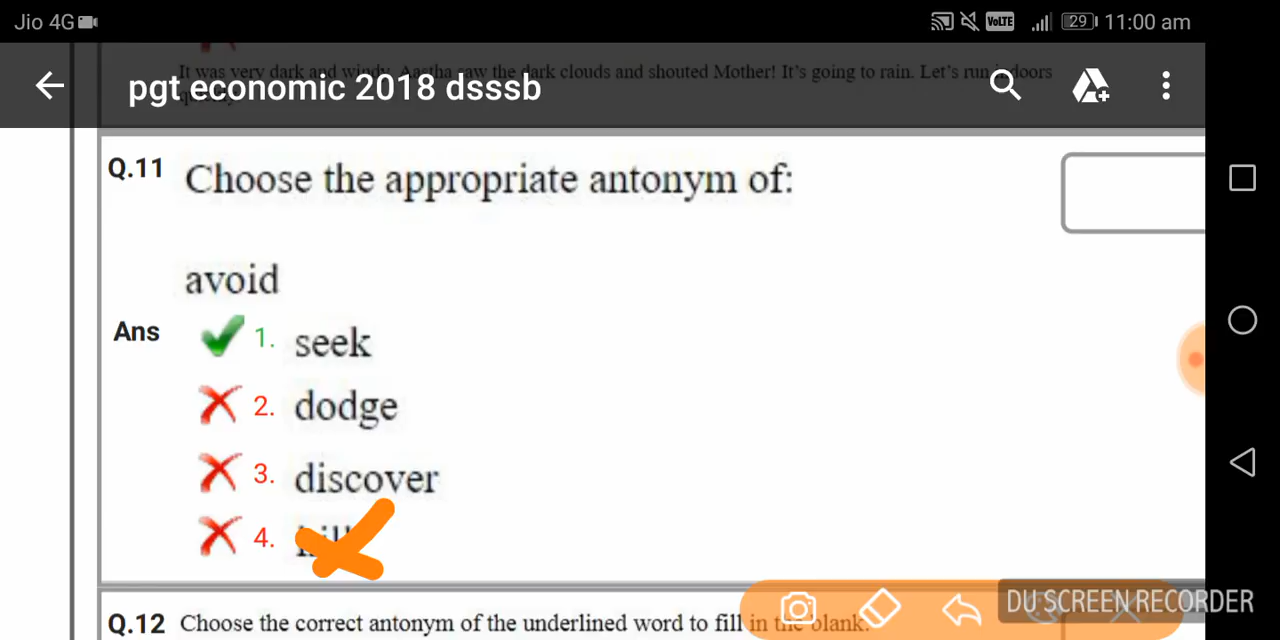 Jio 4G
VoLTE
29
11:00 am
It was very dark and windy. Aastha saw the dark clouds and shouted Mother! It's going to rain. Let's run indoors
pgt economic 2018 dsssb
Q.11 Choose the appropriate antonym of:
avoid
Ans 1. seek
2. dodge
3. discover
4.
Q.12 Choose the correct antonym of the underlined word to fill in the blank.
DU SCREEN RECORDER